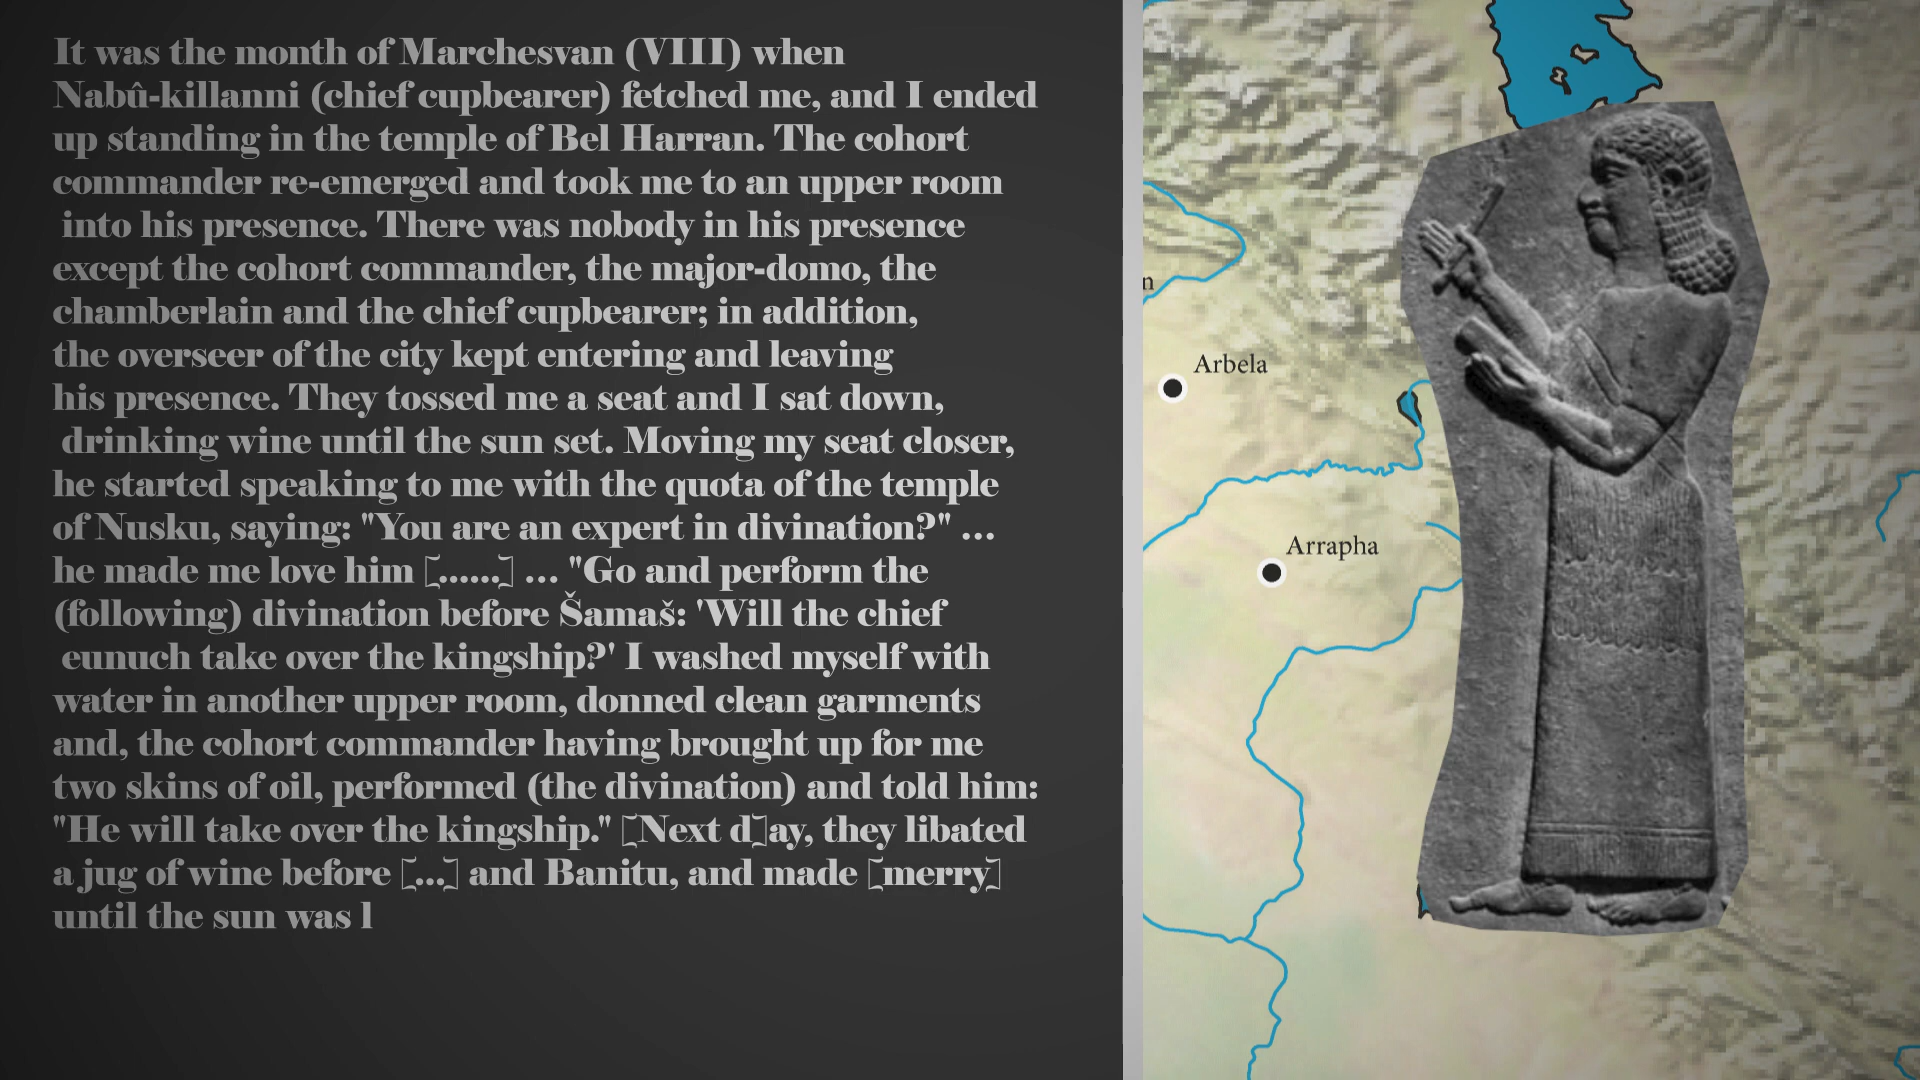 It was the month of Marchesvan (VIII) when
Nabû-killanni (chief cupbearer) fetched me, and I ended
up standing in the temple of Bel Harran. The cohort
commander re-emerged and took me to an upper room
into his presence. There was nobody in his presence
except the cohort commander, the major-domo, the
chamberlain and the chief cupbearer; in addition,
the overseer of the city kept entering and leaving
his presence. They tossed me a seat and I sat down,
drinking wine until the sun set. Moving my seat closer,
he started speaking to me with the quota of the temple
of Nusku, saying: "You are an expert in divination?" ...
he made me love him [......] ... "Go and perform the
(following) divination before Šamaš: 'Will the chief
eunuch take over the kingship?' I washed myself with
water in another upper room, donned clean garments
and, the cohort commander having brought up for me
two skins of oil, performed (the divination) and told him:
"He will take over the kingship." [Next d]ay, they libated
a jug of wine before [...] and Banitu, and made [merry]
until the sun was l
n
Arbela
Arrapha